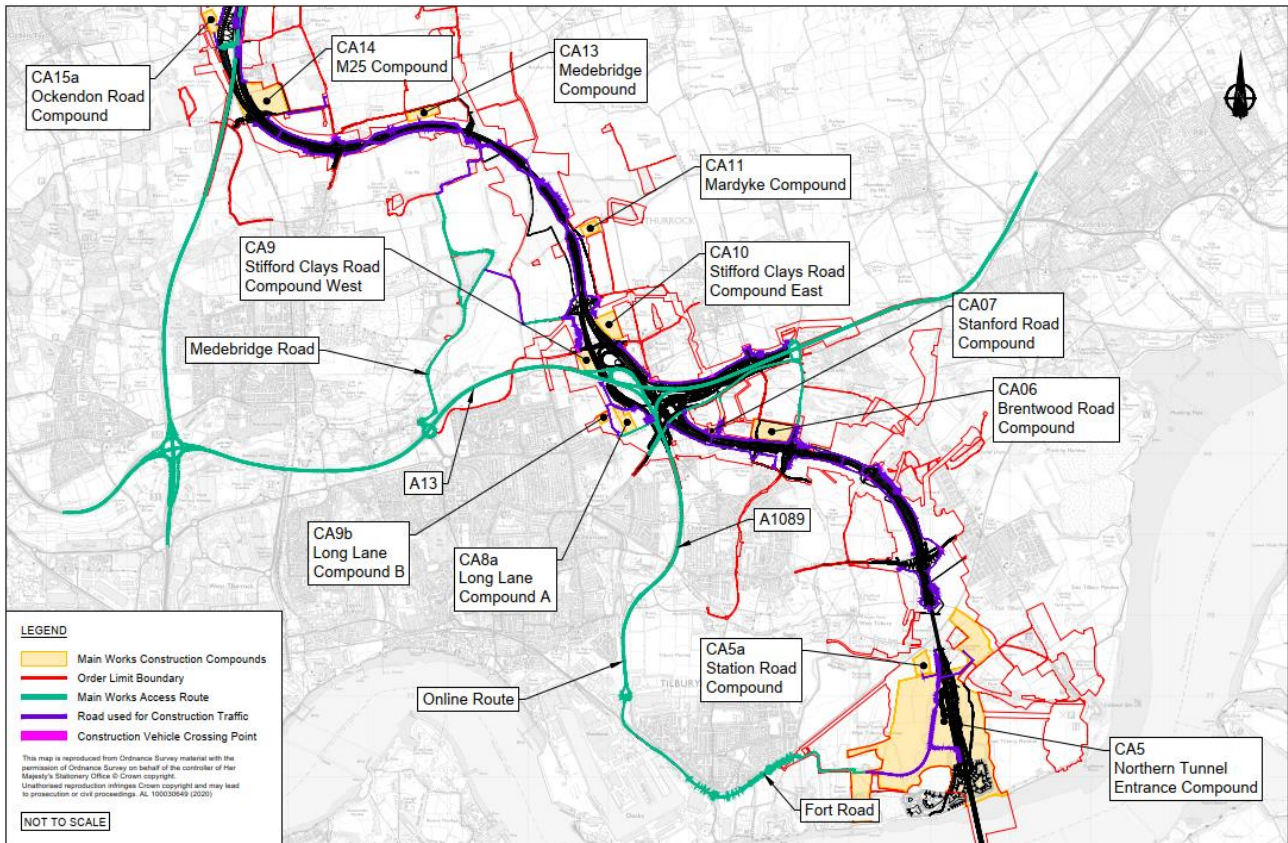 CA15a
Ockendon Road
Compound
CA14
M25 Compound
CA13
Medebridge
Compound
CA11
Mardyke Compound
THURROCK
CA9
Stifford Clays Road
Compound West
CA10
Stifford Clays Road
Compound East
CA07
Stanford Road
Compound
Medebridge Road
CA06
Brentwood Road
Compound
A13
A1089
CA9b
Long Lane
Compound B
CA8a
Long Lane
Compound A
West Thurrock
CA5a
Station Road
Compound
TILBURY
Online Route
CA5
Northern Tunnel
Entrance Compound
Fort Road
LEGEND
Main Works Construction Compounds
Order Limit Boundary
Main Works Access Route
Road used for Construction Traffic
Construction Vehicle Crossing Point
This map is reproduced from Ordnance Survey material with the
permission of Ordnance Survey on behalf of the controller of Her
Majesty's Stationery Office © Crown copyright.
Unathorised reproduction infringes Crown copyright and may lead
to prosecution or civil proceedings. AL 100030649 (2020)
NOT TO SCALE